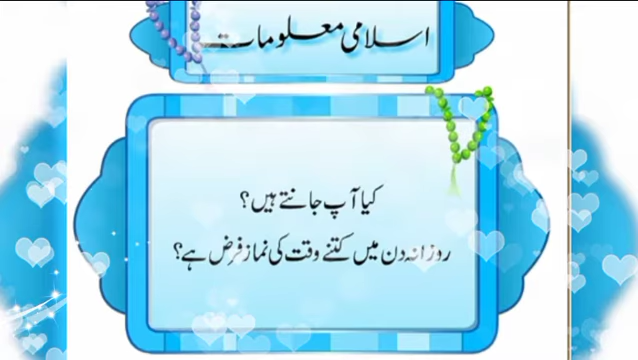 اسلامی معلومات
کیا آپ جانتے ہیں؟
روزانہ دن میں کتنے وقت کی نماز فرض ہے؟